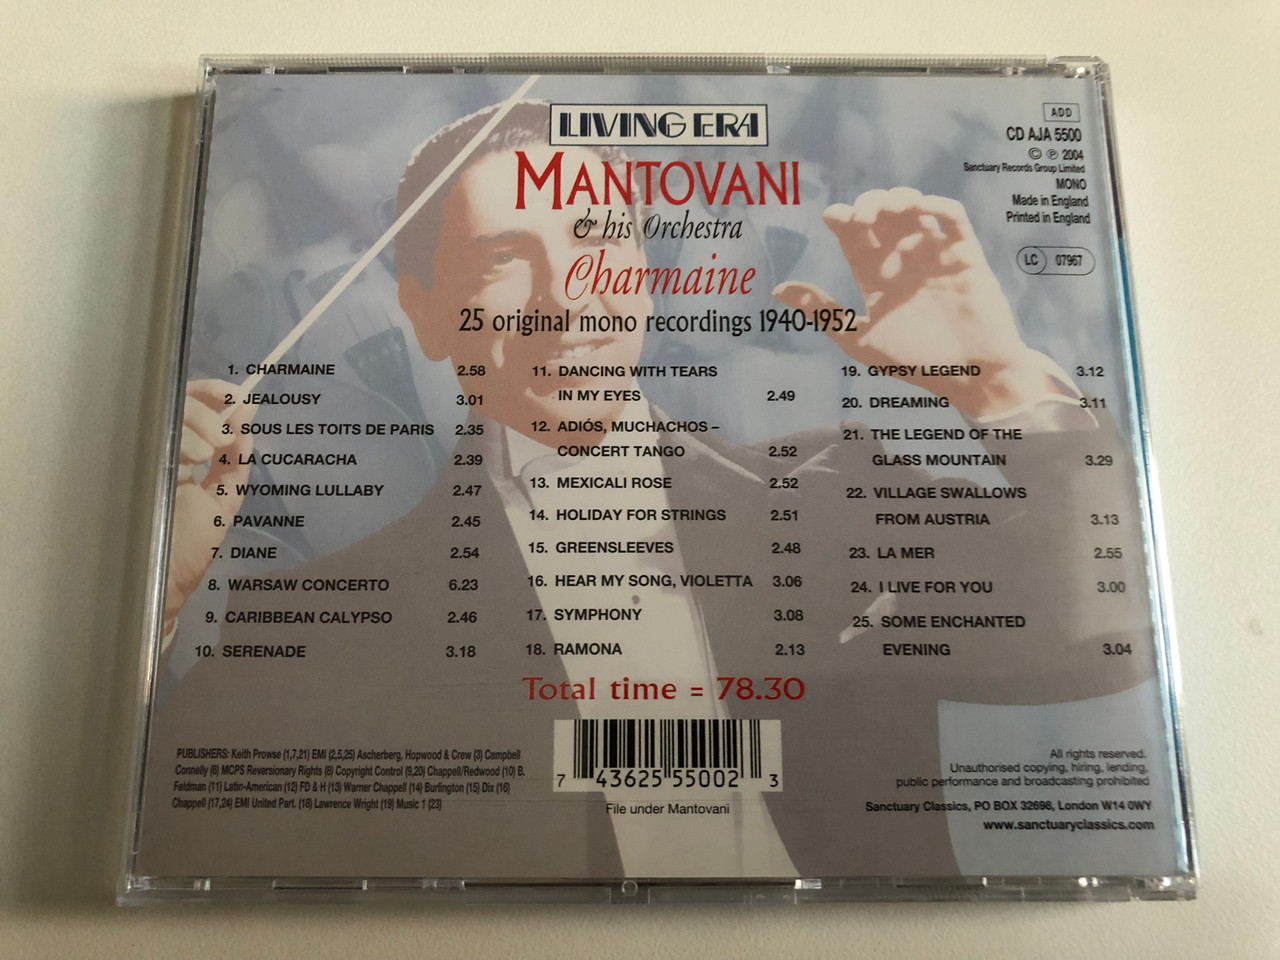 LIVING ERA
MANTOVANI
& his Orchestra
Charmaine
25 original mono recordings 1940-1952
ADD
CD AJA 5500
© ℗ 2004
Sanctuary Records Group Limited
MONO
Made in England
Printed in England
LC 07967
1. CHARMAINE 2.58
2. JEALOUSY 3.01
3. SOUS LES TOITS DE PARIS 2.35
4. LA CUCARACHA 2.39
5. WYOMING LULLABY 2.47
6. PAVANNE 2.45
7. DIANE 2.54
8. WARSAW CONCERTO 6.23
9. CARIBBEAN CALYPSO 2.46
10. SERENADE 3.18
11. DANCING WITH TEARS
IN MY EYES 2.49
12. ADIÓS, MUCHACHOS –
CONCERT TANGO 2.52
13. MEXICALI ROSE 2.52
14. HOLIDAY FOR STRINGS 2.51
15. GREENSLEEVES 2.48
16. HEAR MY SONG, VIOLETTA 3.06
17. SYMPHONY 3.08
18. RAMONA 2.13
19. GYPSY LEGEND 3.12
20. DREAMING 3.11
21. THE LEGEND OF THE
GLASS MOUNTAIN 3.29
22. VILLAGE SWALLOWS
FROM AUSTRIA 3.13
23. LA MER 2.55
24. I LIVE FOR YOU 3.00
25. SOME ENCHANTED
EVENING 3.04
Total time = 78.30
PUBLISHERS: Keith Prowse (1,7,21) EMI (2,5,25) Ascherberg, Hopwood & Crew (3) Campbell
Connelly (6) MCPS Reversionary Rights (8) Copyright Control (9,20) Chappell/Redwood (10) B.
Feldman (11) Latin-American (12) FD & H (13) Warner Chappell (14) Burlington (15) Dix (16)
Chappell (17,24) EMI United Part. (18) Lawrence Wright (19) Music 1 (23)
7 43625 55002 3
File under Mantovani
All rights reserved.
Unauthorised copying, hiring, lending,
public performance and broadcasting prohibited
Sanctuary Classics, PO BOX 32698, London W14 0WY
www.sanctuaryclassics.com